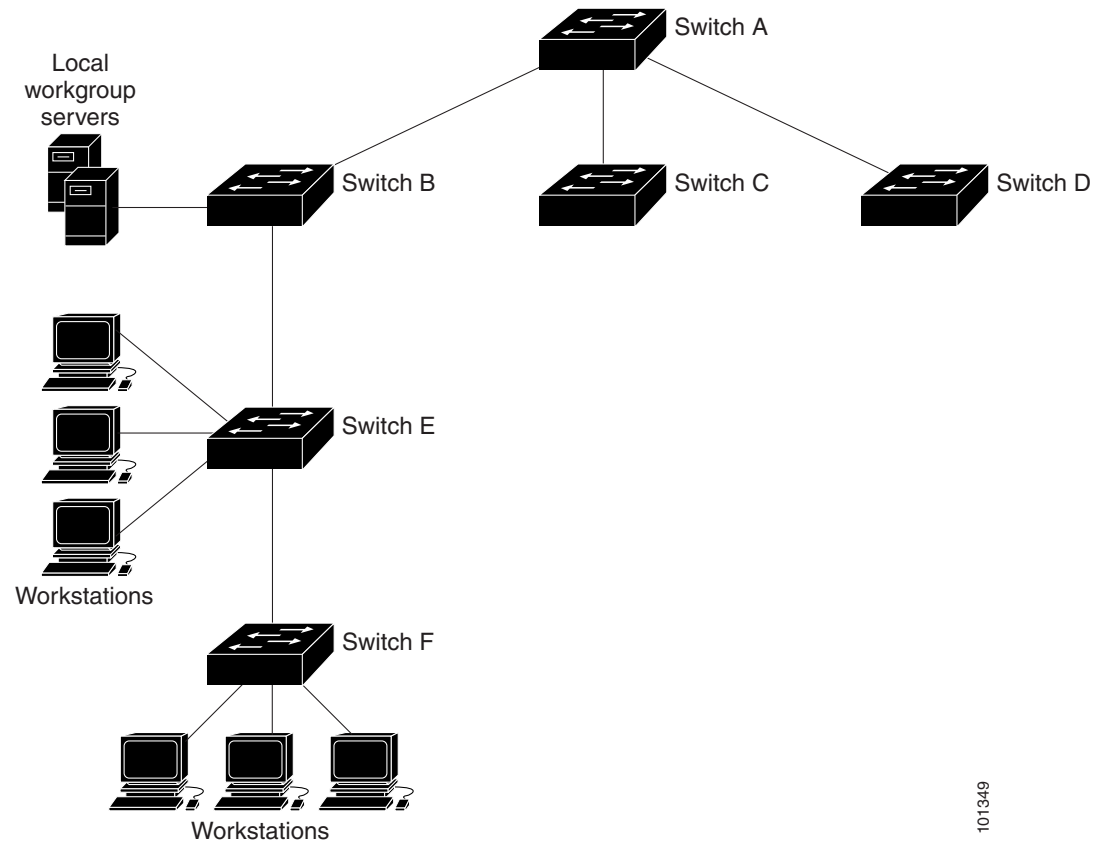 Switch A
Local
workgroup
servers
Switch B
Switch C
Switch D
Switch E
Workstations
Switch F
Workstations
101349